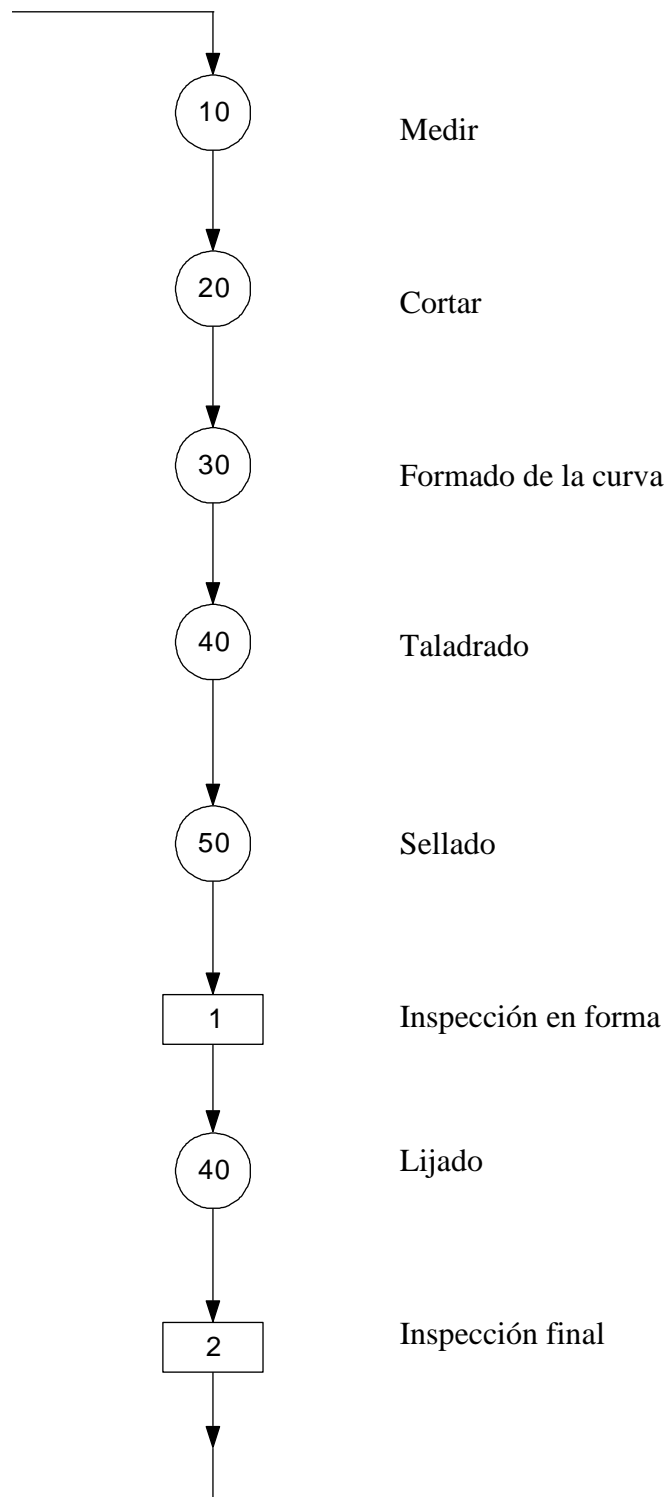 10
Medir
20
Cortar
30
Formado de la curva
40
Taladrado
50
Sellado
1
Inspección en forma
40
Lijado
2
Inspección final